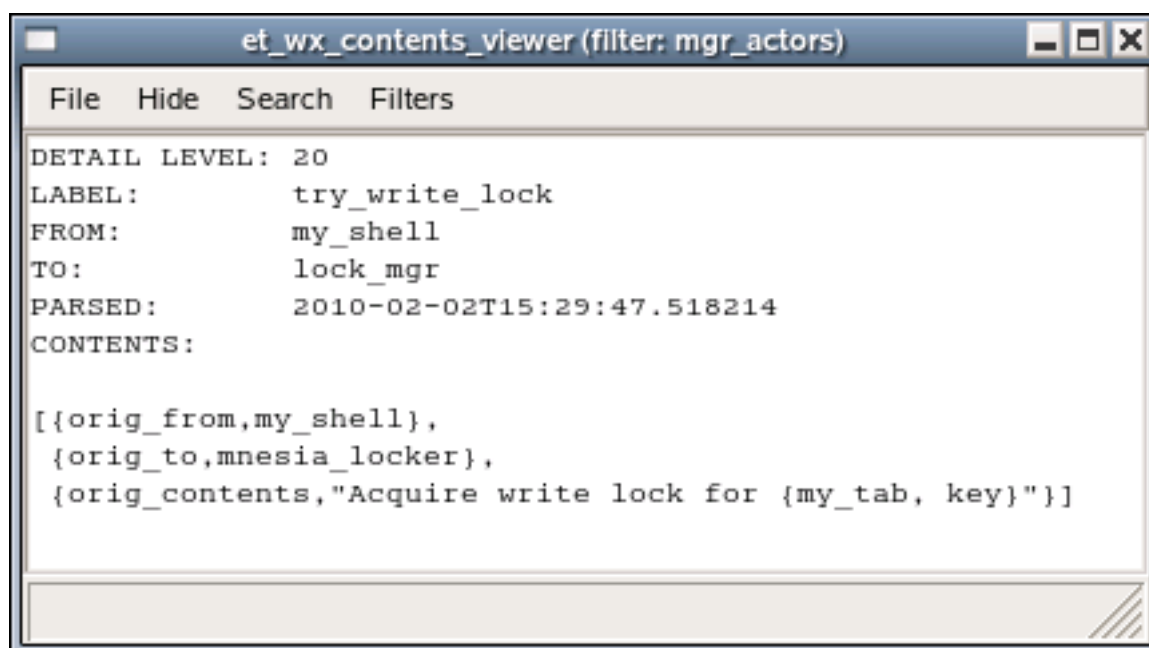 et_wx_contents_viewer (filter: mgr_actors)
File Hide Search Filters
DETAIL LEVEL: 20
LABEL: try_write_lock
FROM: my_shell
TO: lock_mgr
PARSED: 2010-02-02T15:29:47.518214
CONTENTS:
[{orig_from,my_shell},
{orig_to,mnesia_locker},
{orig_contents,"Acquire write lock for {my_tab, key}"}]